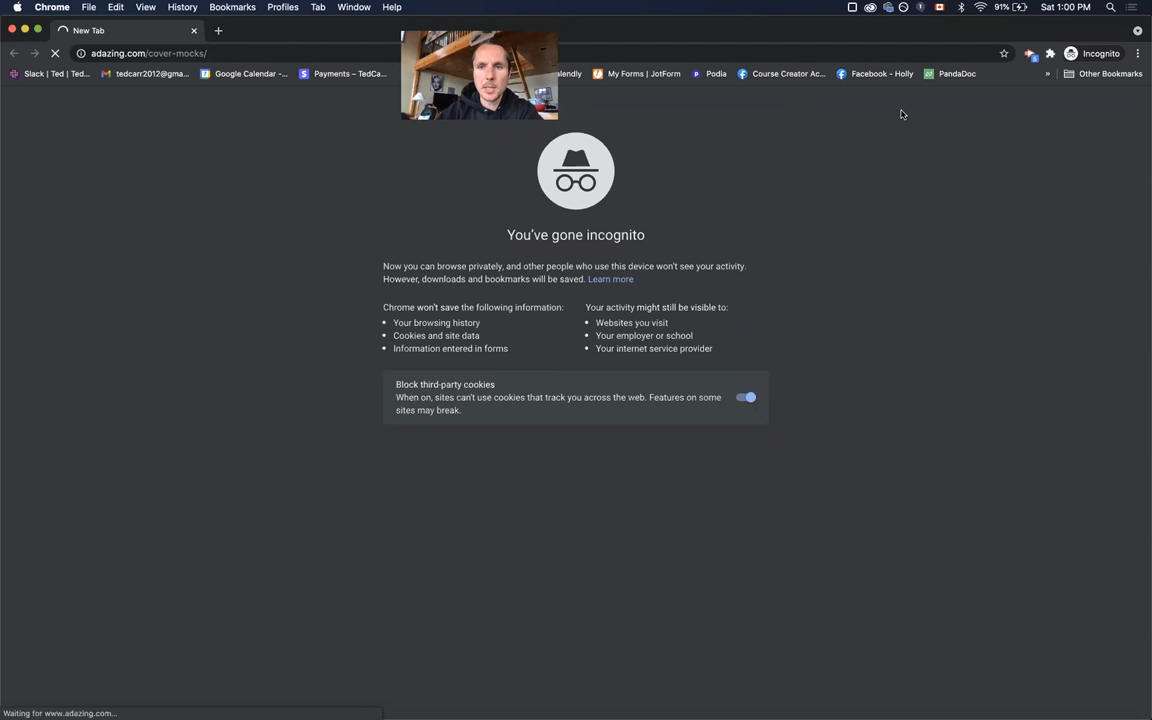 Chrome File Edit View History Bookmarks Profiles Tab Window Help 91% Sat 1:00 PM
New Tab
adazing.com/cover-mocks/ Incognito
Slack | Ted | Ted... tedcarr2012@gma... Google Calendar -... Payments – TedCa... alendly My Forms | JotForm Podia Course Creator Ac... Facebook - Holly PandaDoc » Other Bookmarks
You've gone incognito
Now you can browse privately, and other people who use this device won't see your activity.
However, downloads and bookmarks will be saved. Learn more
Chrome won't save the following information:
• Your browsing history
• Cookies and site data
• Information entered in forms
Your activity might still be visible to:
• Websites you visit
• Your employer or school
• Your internet service provider
Block third-party cookies
When on, sites can't use cookies that track you across the web. Features on some
sites may break.
Waiting for www.adazing.com...